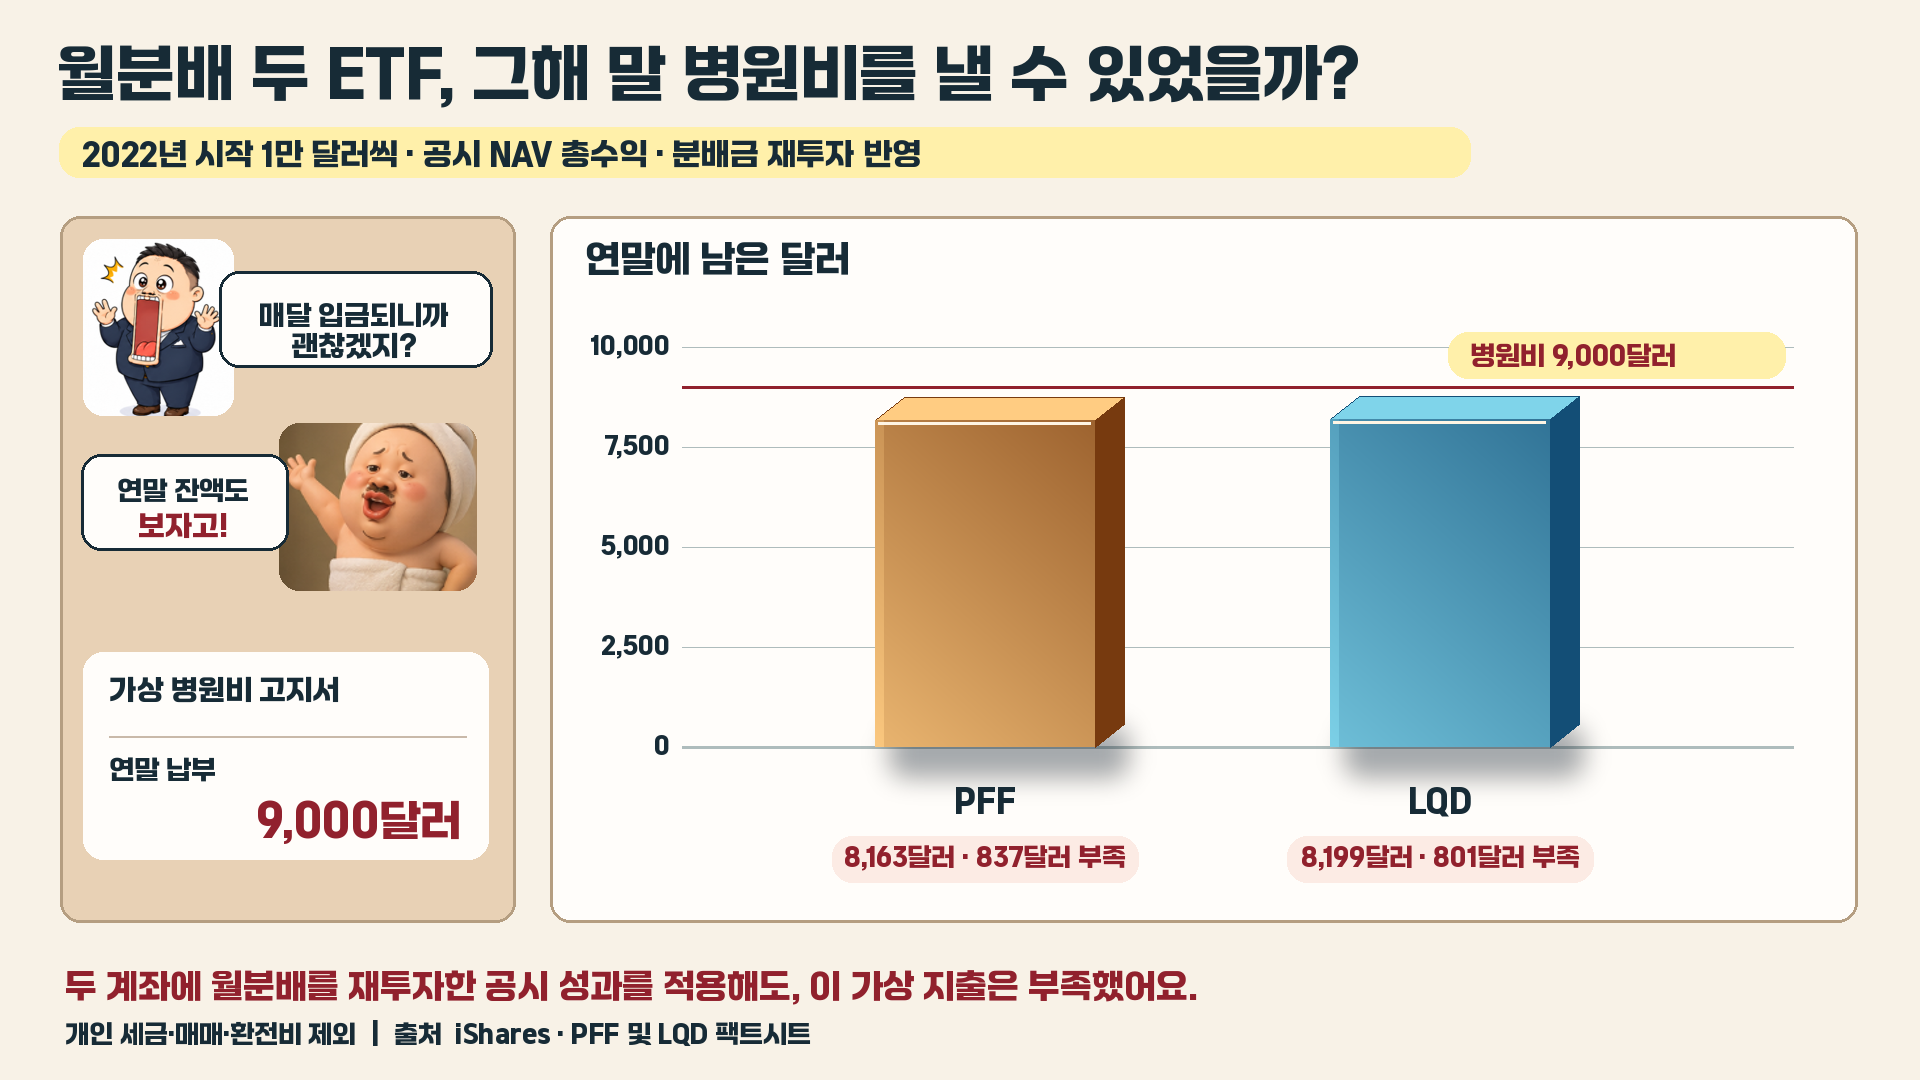 월분배 두 ETF, 그해 말 병원비를 낼 수 있었을까?
2022년 시작 1만 달러씩 · 공시 NAV 총수익 · 분배금 재투자 반영
매달 입금되니까
괜찮겠지?
연말 잔액도
보자고!
가상 병원비 고지서
연말 납부
9,000달러
연말에 남은 달러
10,000
병원비 9,000달러
7,500
5,000
2,500
0
PFF
LQD
8,163달러 · 837달러 부족
8,199달러 · 801달러 부족
두 계좌에 월분배를 재투자한 공시 성과를 적용해도, 이 가상 지출은 부족했어요.
개인 세금·매매·환전비 제외 | 출처 iShares · PFF 및 LQD 팩트시트